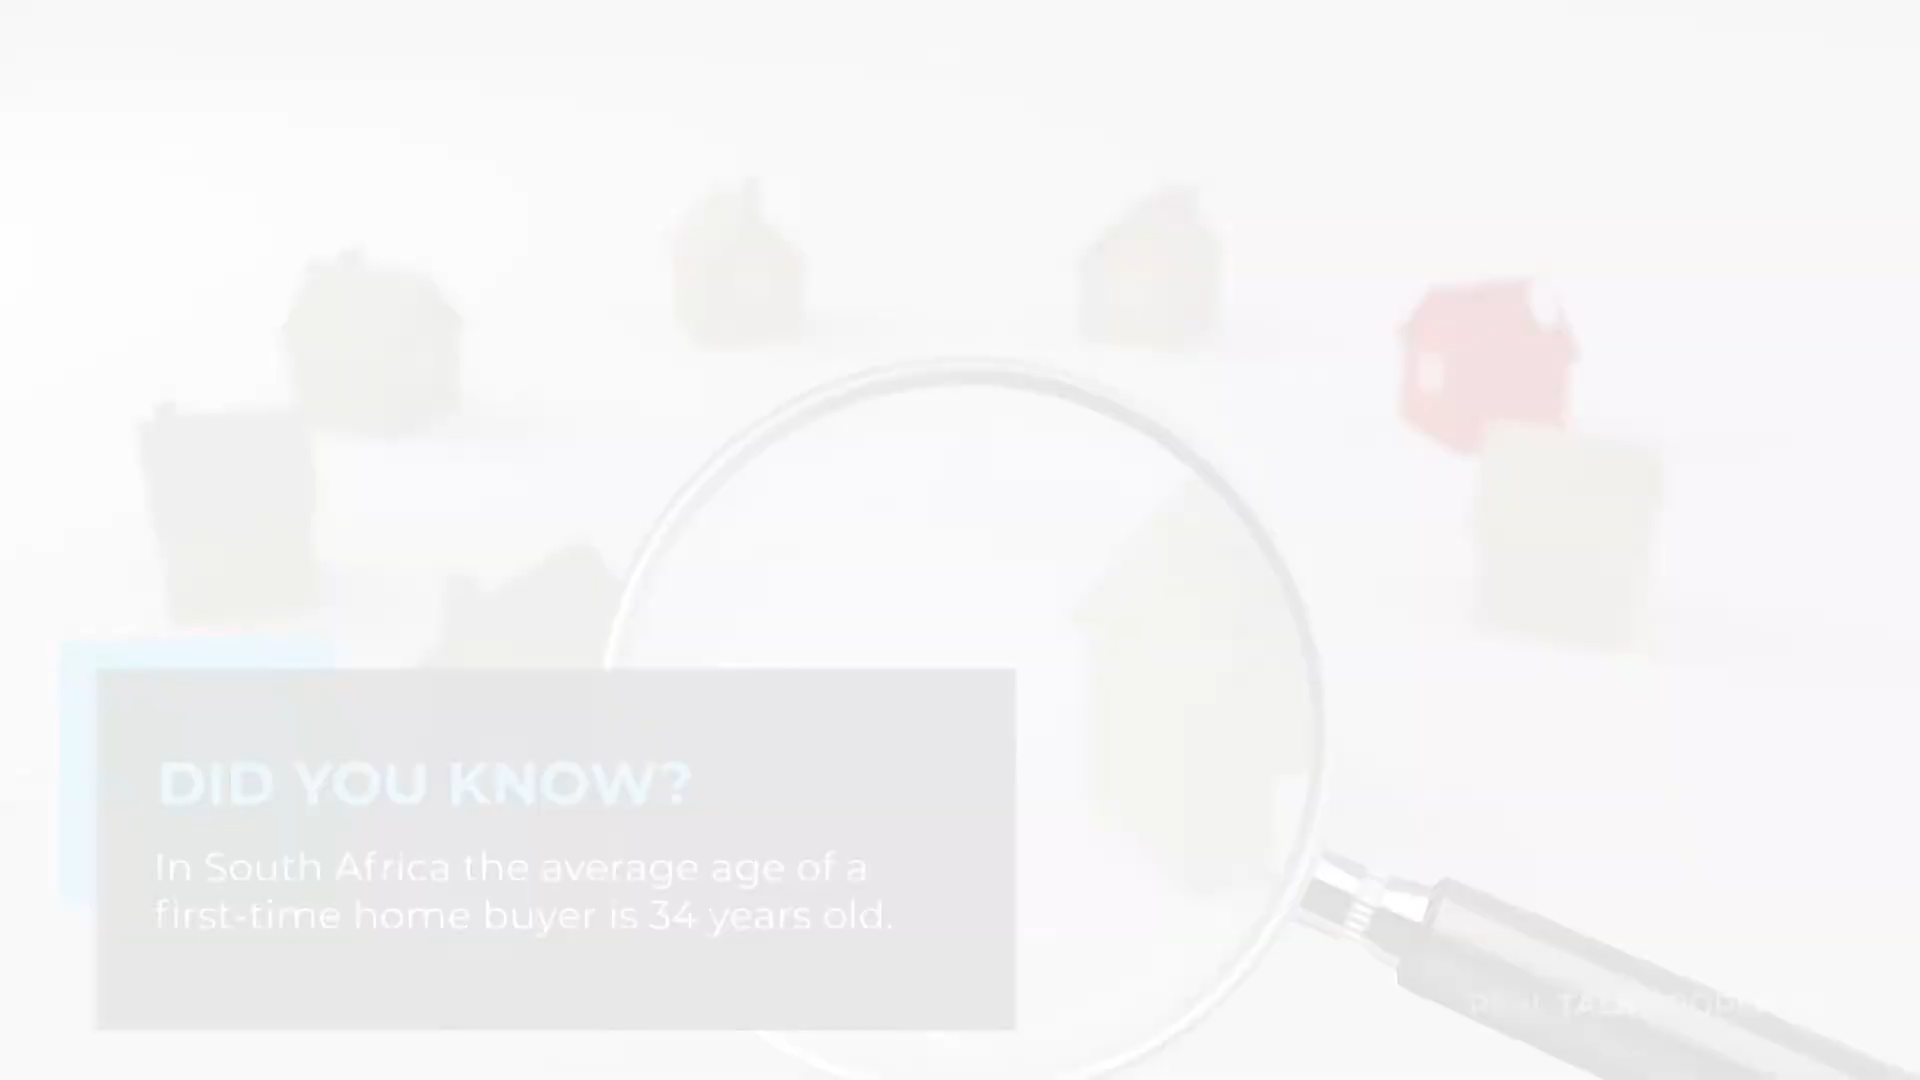 DID YOU KNOW?
In South Africa the average age of a
first-time home buyer is 34 years old.